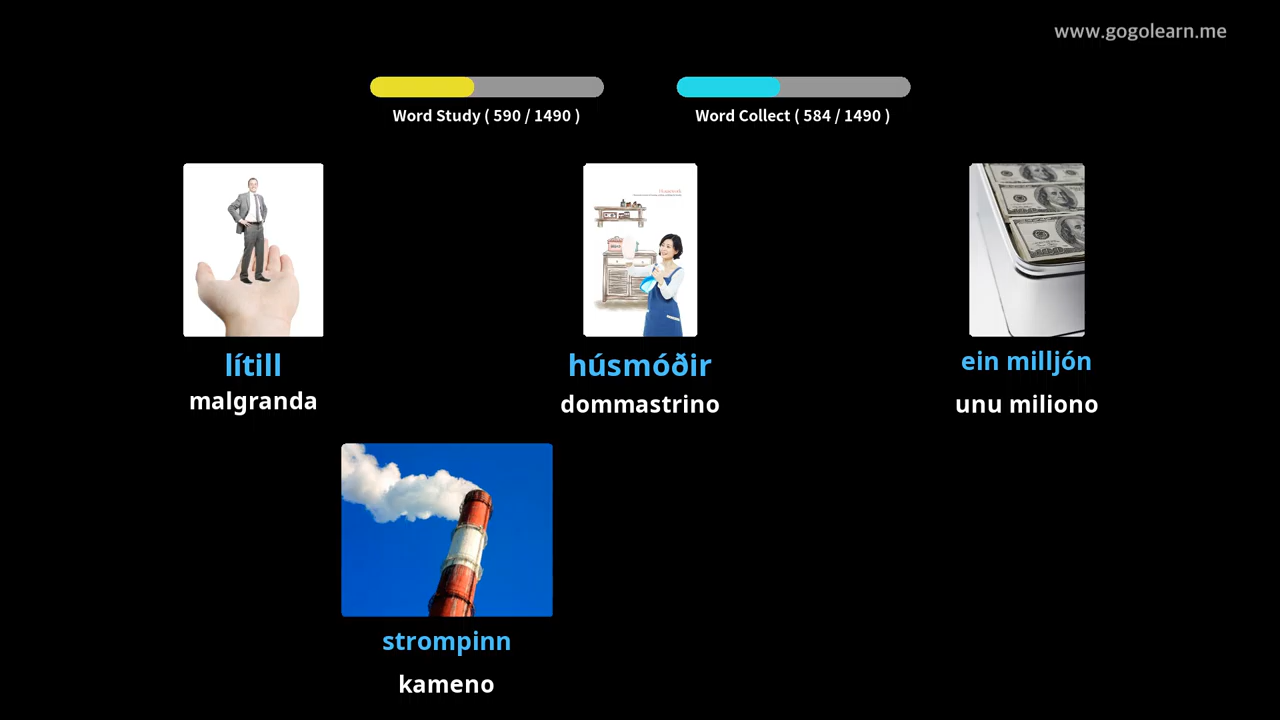 www.gogolearn.me
Word Study ( 590 / 1490 )
Word Collect ( 584 / 1490 )
lítill
malgranda
húsmóðir
dommastrino
ein milljón
unu miliono
strompinn
kameno